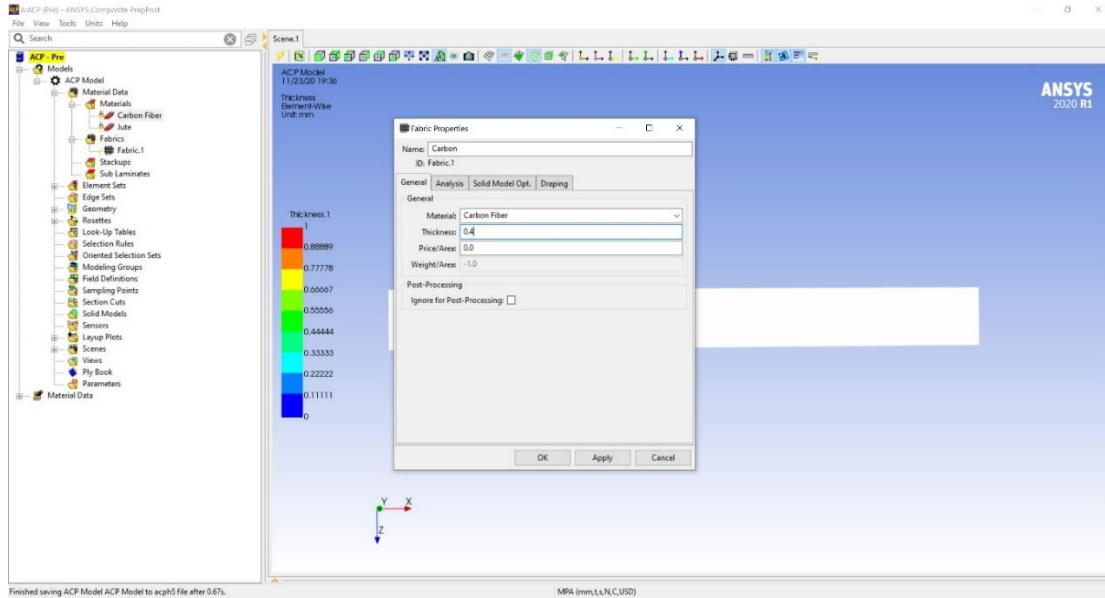 A:ACP (Pre) - ANSYS Composite PrepPost
File View Tools Units Help
Search
ACP - Pre
Models
ACP Model
Material Data
Materials
Carbon Fiber
Jute
Fabrics
Fabric.1
Stackups
Sub Laminates
Element Sets
Edge Sets
Geometry
Rosettes
Look-Up Tables
Selection Rules
Oriented Selection Sets
Modeling Groups
Field Definitions
Sampling Points
Section Cuts
Solid Models
Sensors
Layup Plots
Scenes
Views
Ply Book
Parameters
Material Data
Scene.1
ACP Model
11/23/20 19:36
Thickness
Element-Wise
Unit: mm
ANSYS
2020 R1
Thickness.1
1
0.88889
0.77778
0.66667
0.55556
0.44444
0.33333
0.22222
0.11111
0
Fabric Properties
Name: Carbon
ID: Fabric.1
General Analysis Solid Model Opt. Draping
General
Material: Carbon Fiber
Thickness: 0.4
Price/Area: 0.0
Weight/Area: -1.0
Post-Processing
Ignore for Post-Processing:
OK Apply Cancel
Y X
Z
Finished saving ACP Model ACP Model to acph5 file after 0.67s.
MPA (mm,t,s,N,C,USD)